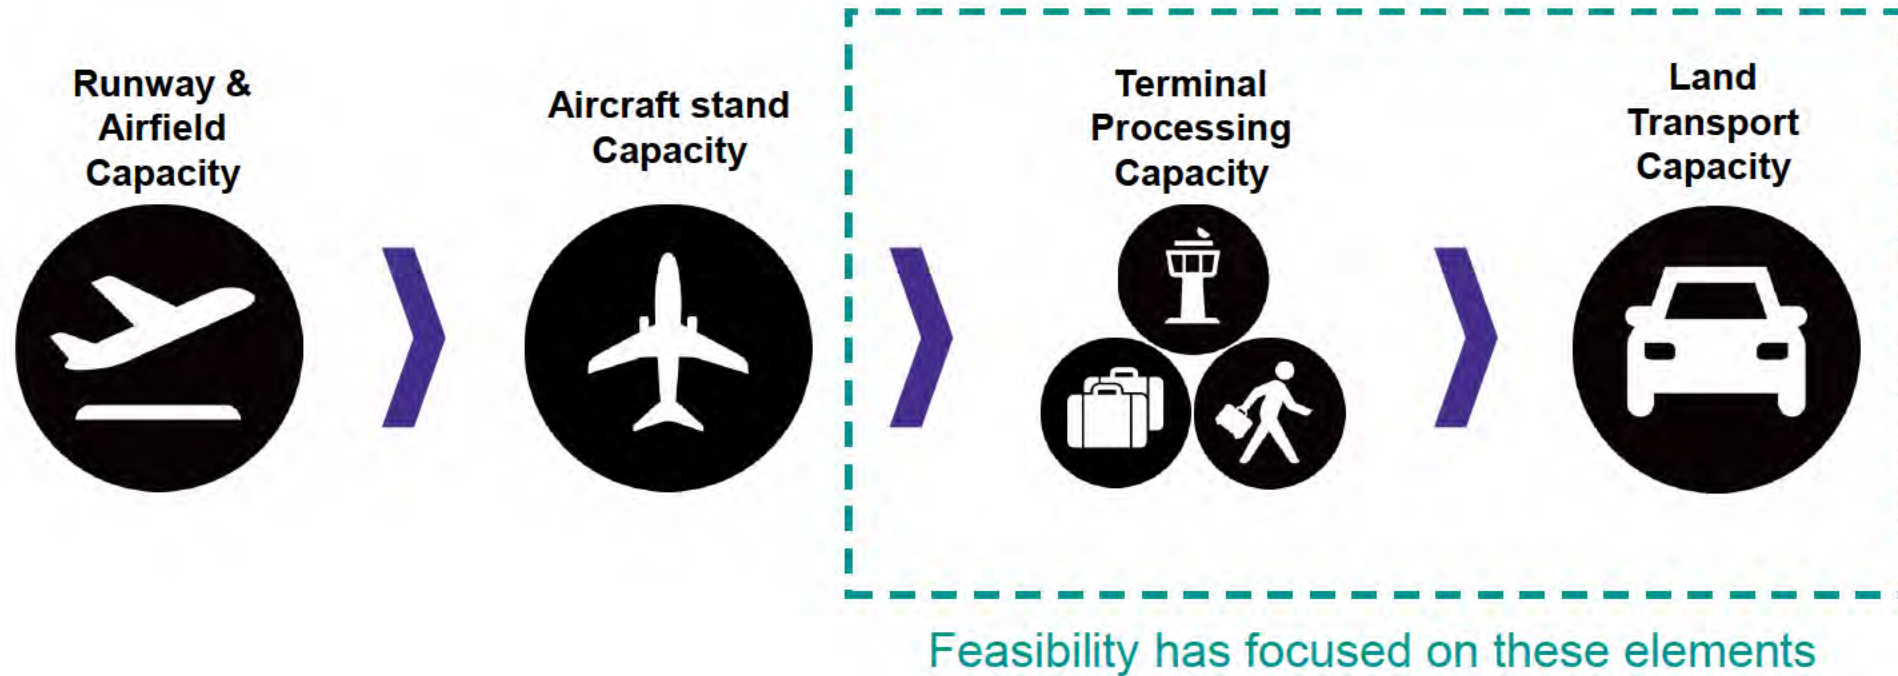 Runway &
Airfield
Capacity
Aircraft stand
Capacity
Terminal
Processing
Capacity
Land
Transport
Capacity
Feasibility has focused on these elements